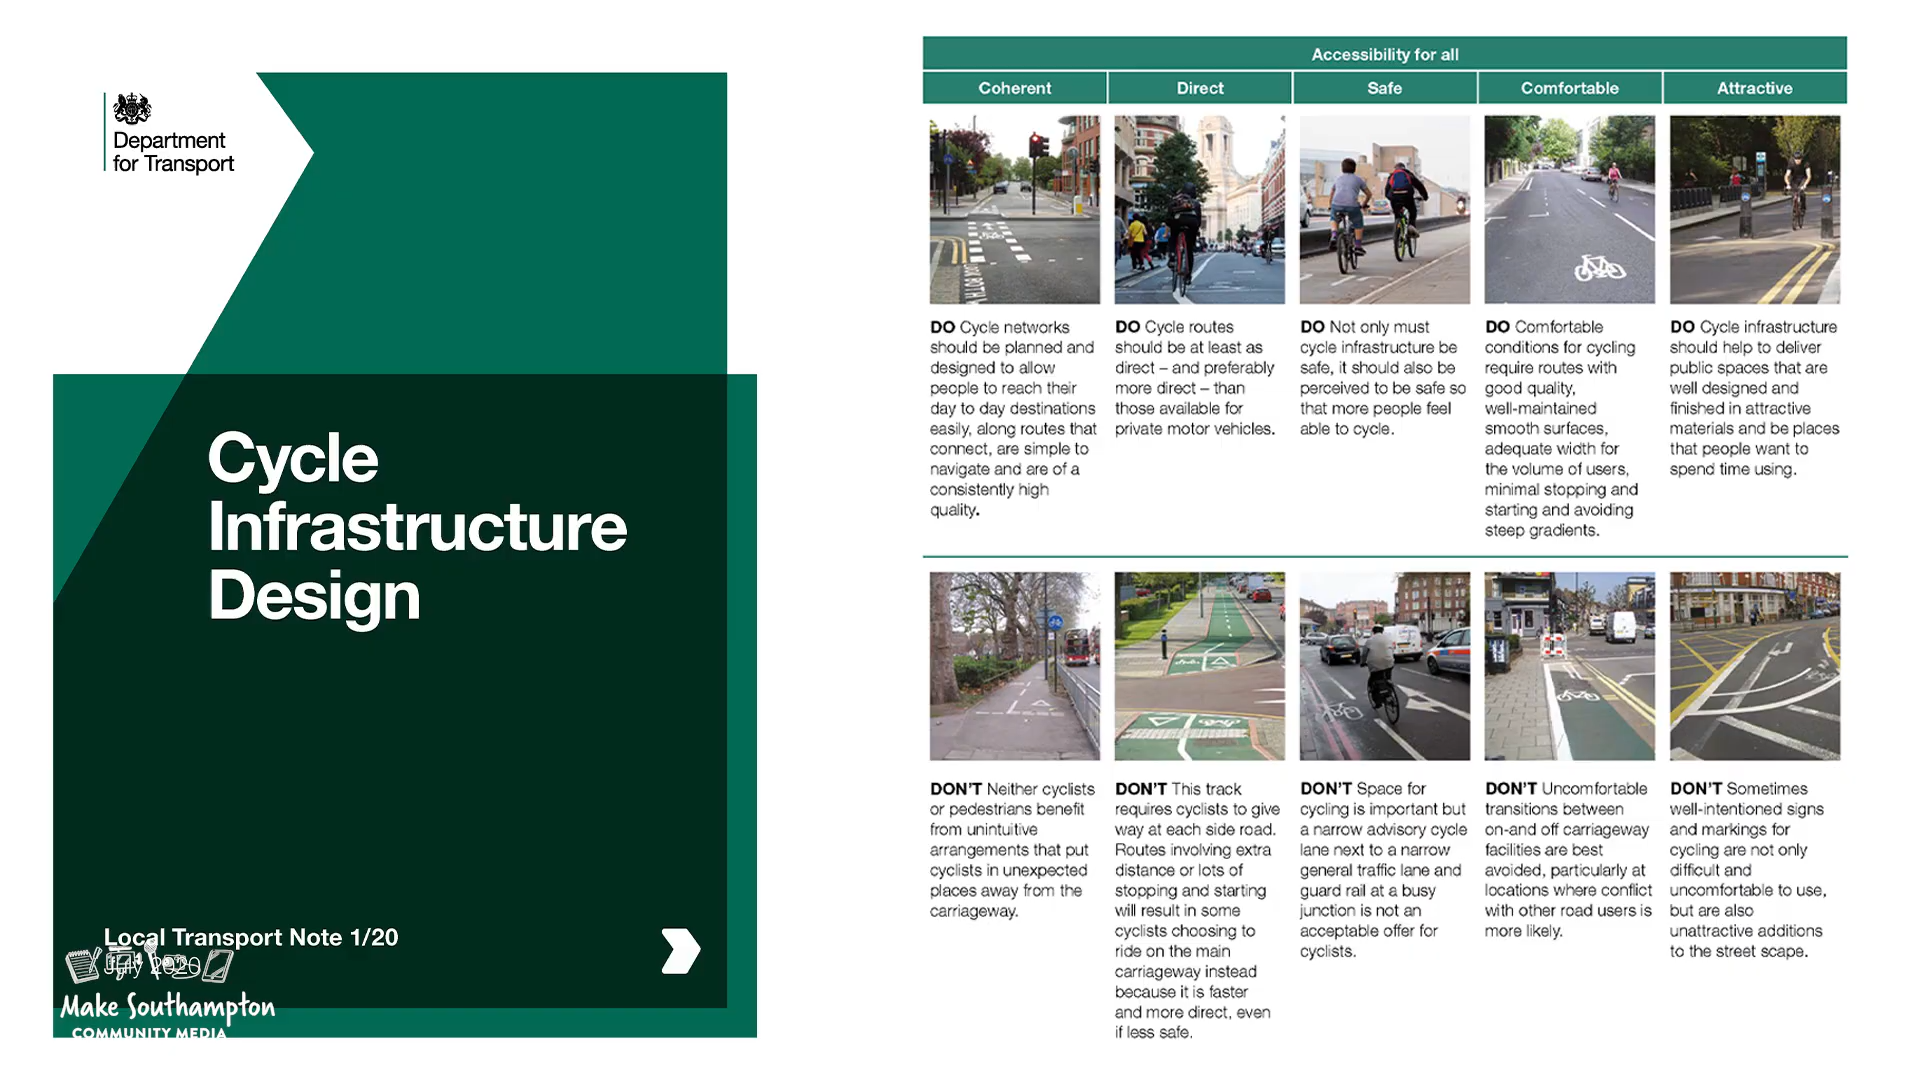 Department
for Transport
Cycle
Infrastructure
Design
Local Transport Note 1/20
July 2020
Make Southampton
COMMUNITY MEDIA
Accessibility for all
Coherent
Direct
Safe
Comfortable
Attractive
DO Cycle networks
should be planned and
designed to allow
people to reach their
day to day destinations
easily, along routes that
connect, are simple to
navigate and are of a
consistently high
quality.
DO Cycle routes
should be at least as
direct – and preferably
more direct – than
those available for
private motor vehicles.
DO Not only must
cycle infrastructure be
safe, it should also be
perceived to be safe so
that more people feel
able to cycle.
DO Comfortable
conditions for cycling
require routes with
good quality,
well-maintained
smooth surfaces,
adequate width for
the volume of users,
minimal stopping and
starting and avoiding
steep gradients.
DO Cycle infrastructure
should help to deliver
public spaces that are
well designed and
finished in attractive
materials and be places
that people want to
spend time using.
DON'T Neither cyclists
or pedestrians benefit
from unintuitive
arrangements that put
cyclists in unexpected
places away from the
carriageway.
DON'T This track
requires cyclists to give
way at each side road.
Routes involving extra
distance or lots of
stopping and starting
will result in some
cyclists choosing to
ride on the main
carriageway instead
because it is faster
and more direct, even
if less safe.
DON'T Space for
cycling is important but
a narrow advisory cycle
lane next to a narrow
general traffic lane and
guard rail at a busy
junction is not an
acceptable offer for
cyclists.
DON'T Uncomfortable
transitions between
on-and off carriageway
facilities are best
avoided, particularly at
locations where conflict
with other road users is
more likely.
DON'T Sometimes
well-intentioned signs
and markings for
cycling are not only
difficult and
uncomfortable to use,
but are also
unattractive additions
to the street scape.